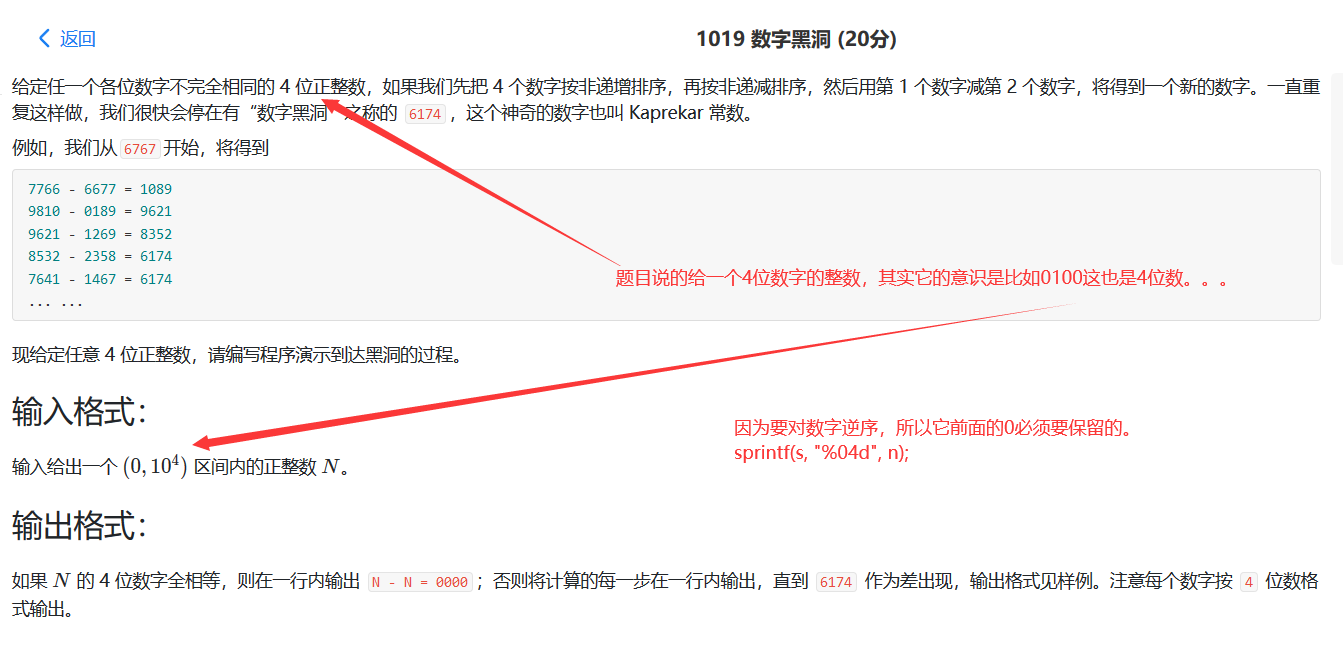 返回
1019 数字黑洞 (20分)
给定任一个各位数字不完全相同的 4 位正整数，如果我们先把 4 个数字按非递增排序，再按非递减排序，然后用第 1 个数字减第 2 个数字，将得到一个新的数字。一直重
复这样做，我们很快会停在有“数字黑洞”之称的 6174 ，这个神奇的数字也叫 Kaprekar 常数。
例如，我们从 6767 开始，将得到
7766 - 6677 = 1089
9810 - 0189 = 9621
9621 - 1269 = 8352
8532 - 2358 = 6174
7641 - 1467 = 6174
... ...
题目说的给一个4位数字的整数，其实它的意识是比如0100这也是4位数。。。
现给定任意 4 位正整数，请编写程序演示到达黑洞的过程。
输入格式：
因为要对数字逆序，所以它前面的0必须要保留的。
sprintf(s, "%04d", n);
输入给出一个 (0, 10⁴) 区间内的正整数 N。
输出格式：
如果 N 的 4 位数字全相等，则在一行内输出 N - N = 0000 ；否则将计算的每一步在一行内输出，直到 6174 作为差出现，输出格式见样例。注意每个数字按 4 位数格
式输出。